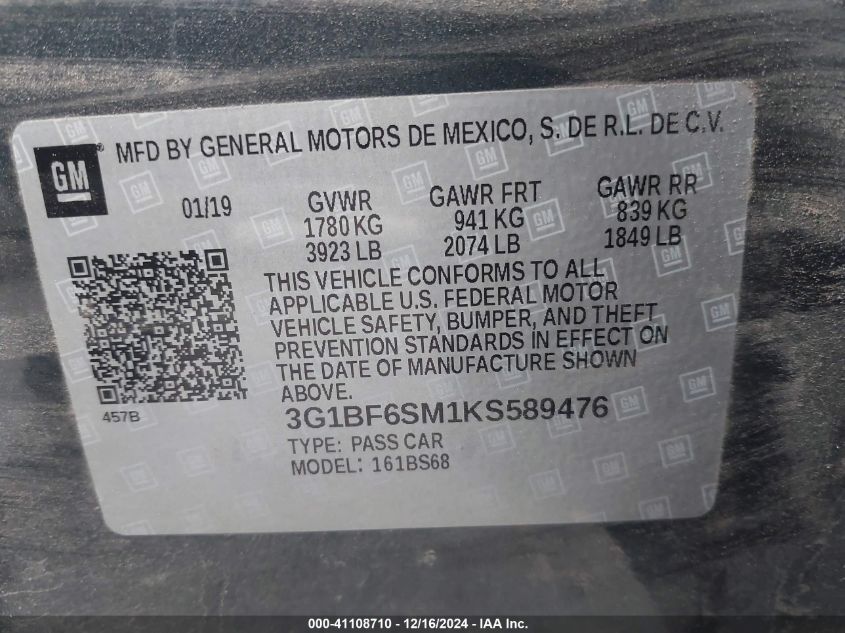 MFD BY GENERAL MOTORS DE MEXICO, S. DE R.L. DE C.V.
GM
01/19
GVWR GAWR FRT GAWR RR
1780 KG 941 KG 839 KG
3923 LB 2074 LB 1849 LB
THIS VEHICLE CONFORMS TO ALL
APPLICABLE U.S. FEDERAL MOTOR
VEHICLE SAFETY, BUMPER, AND THEFT
PREVENTION STANDARDS IN EFFECT ON
THE DATE OF MANUFACTURE SHOWN
ABOVE.
457B
3G1BF6SM1KS589476
TYPE: PASS CAR
MODEL: 161BS68
000-41108710 - 12/16/2024 - IAA Inc.